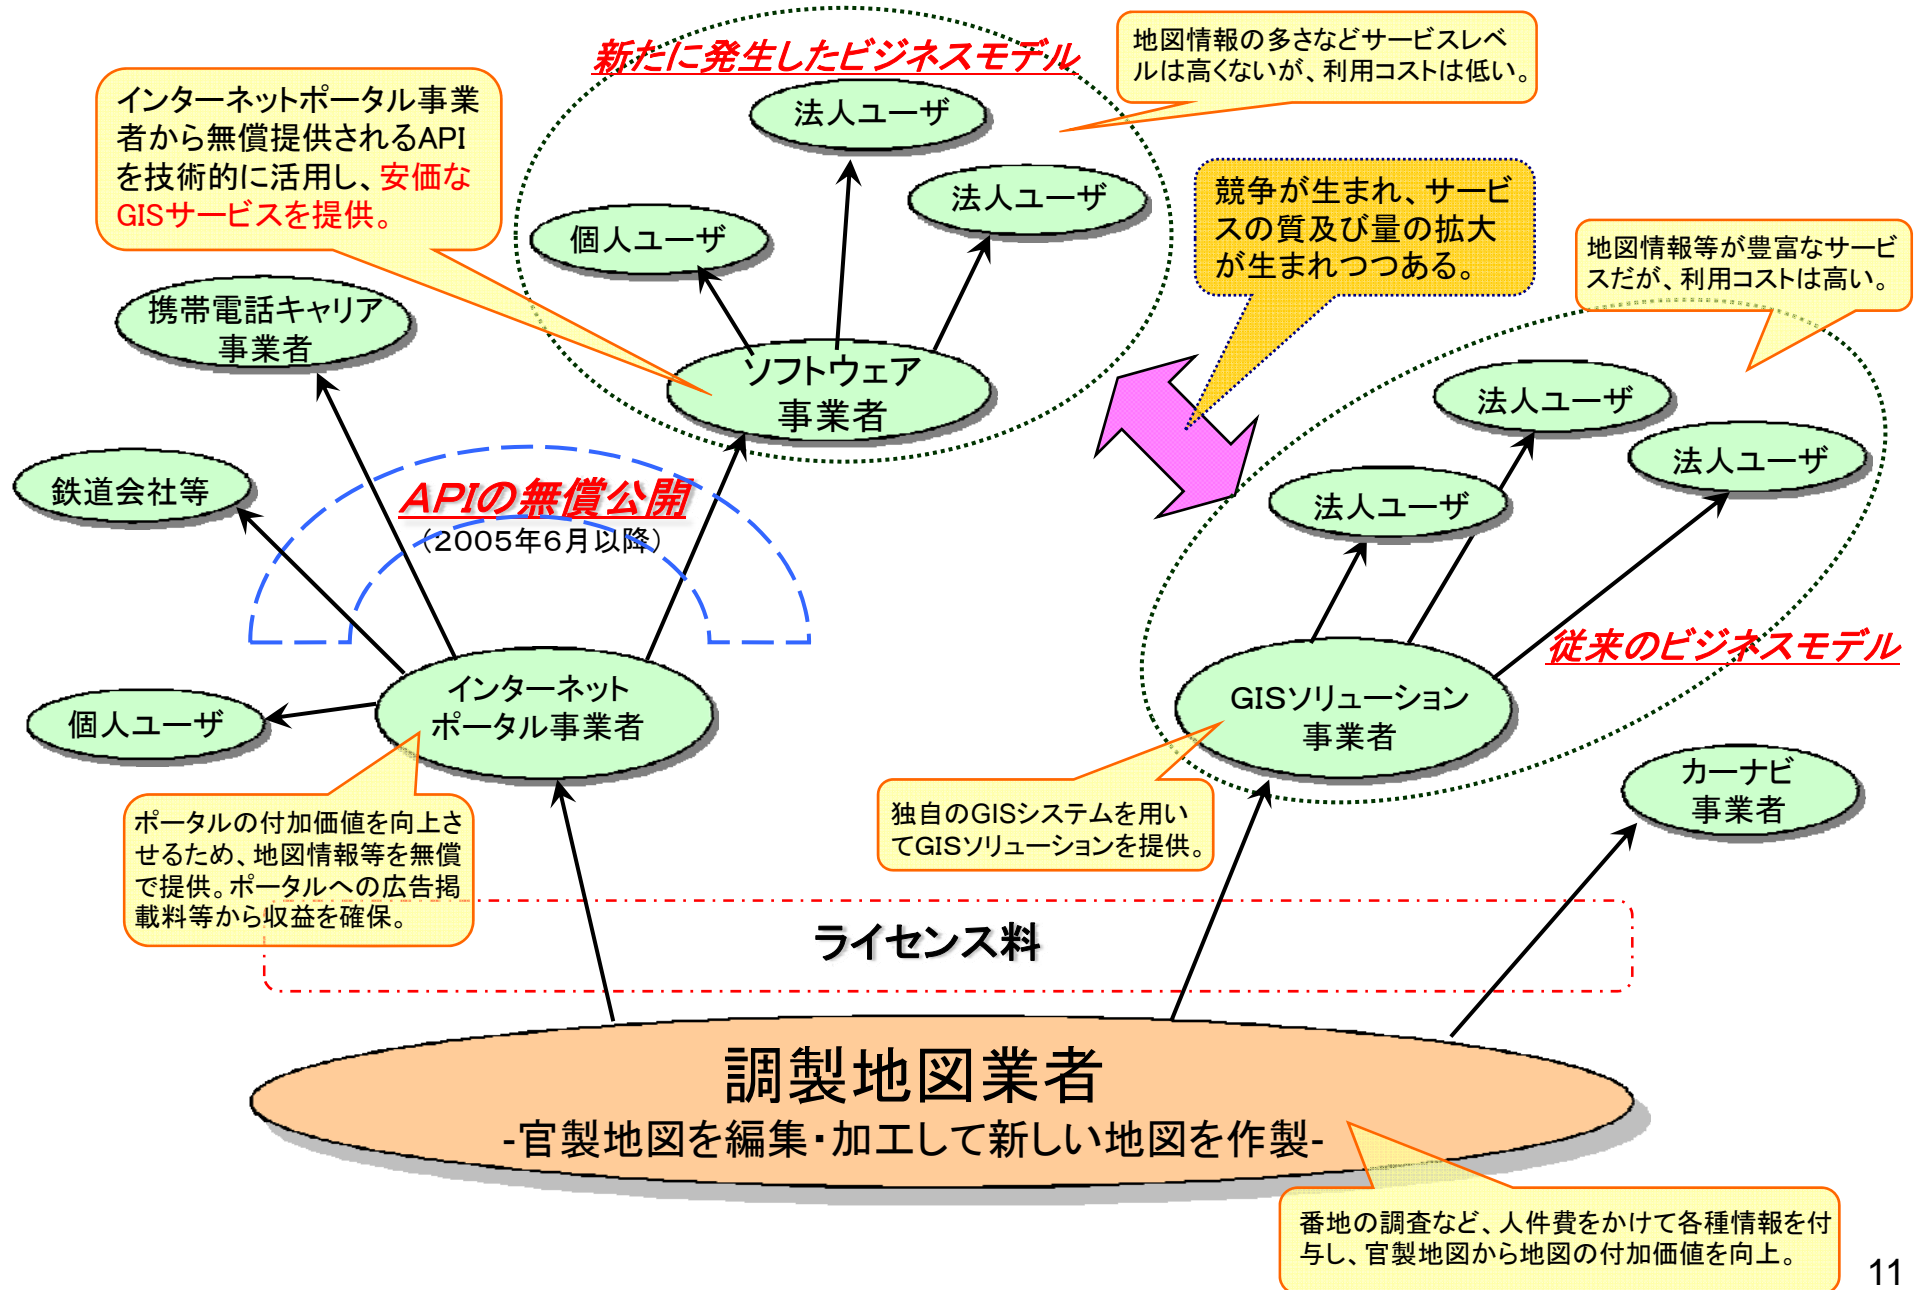 新たに発生したビジネスモデル
地図情報の多さなどサービスレベ
ルは高くないが、利用コストは低い。
インターネットポータル事業
者から無償提供されるAPI
を技術的に活用し、安価な
GISサービスを提供。
法人ユーザ
法人ユーザ
個人ユーザ
競争が生まれ、サービ
スの質及び量の拡大
が生まれつつある。
地図情報等が豊富なサービ
スだが、利用コストは高い。
携帯電話キャリア
事業者
ソフトウェア
事業者
法人ユーザ
法人ユーザ
法人ユーザ
鉄道会社等
APIの無償公開
（2005年6月以降）
従来のビジネスモデル
インターネット
ポータル事業者
個人ユーザ
GISソリューション
事業者
カーナビ
事業者
ポータルの付加価値を向上さ
せるため、地図情報等を無償
で提供。ポータルへの広告掲
載料等から収益を確保。
独自のGISシステムを用い
てGISソリューションを提供。
ライセンス料
調製地図業者
-官製地図を編集・加工して新しい地図を作製-
番地の調査など、人件費をかけて各種情報を付
与し、官製地図から地図の付加価値を向上。
11